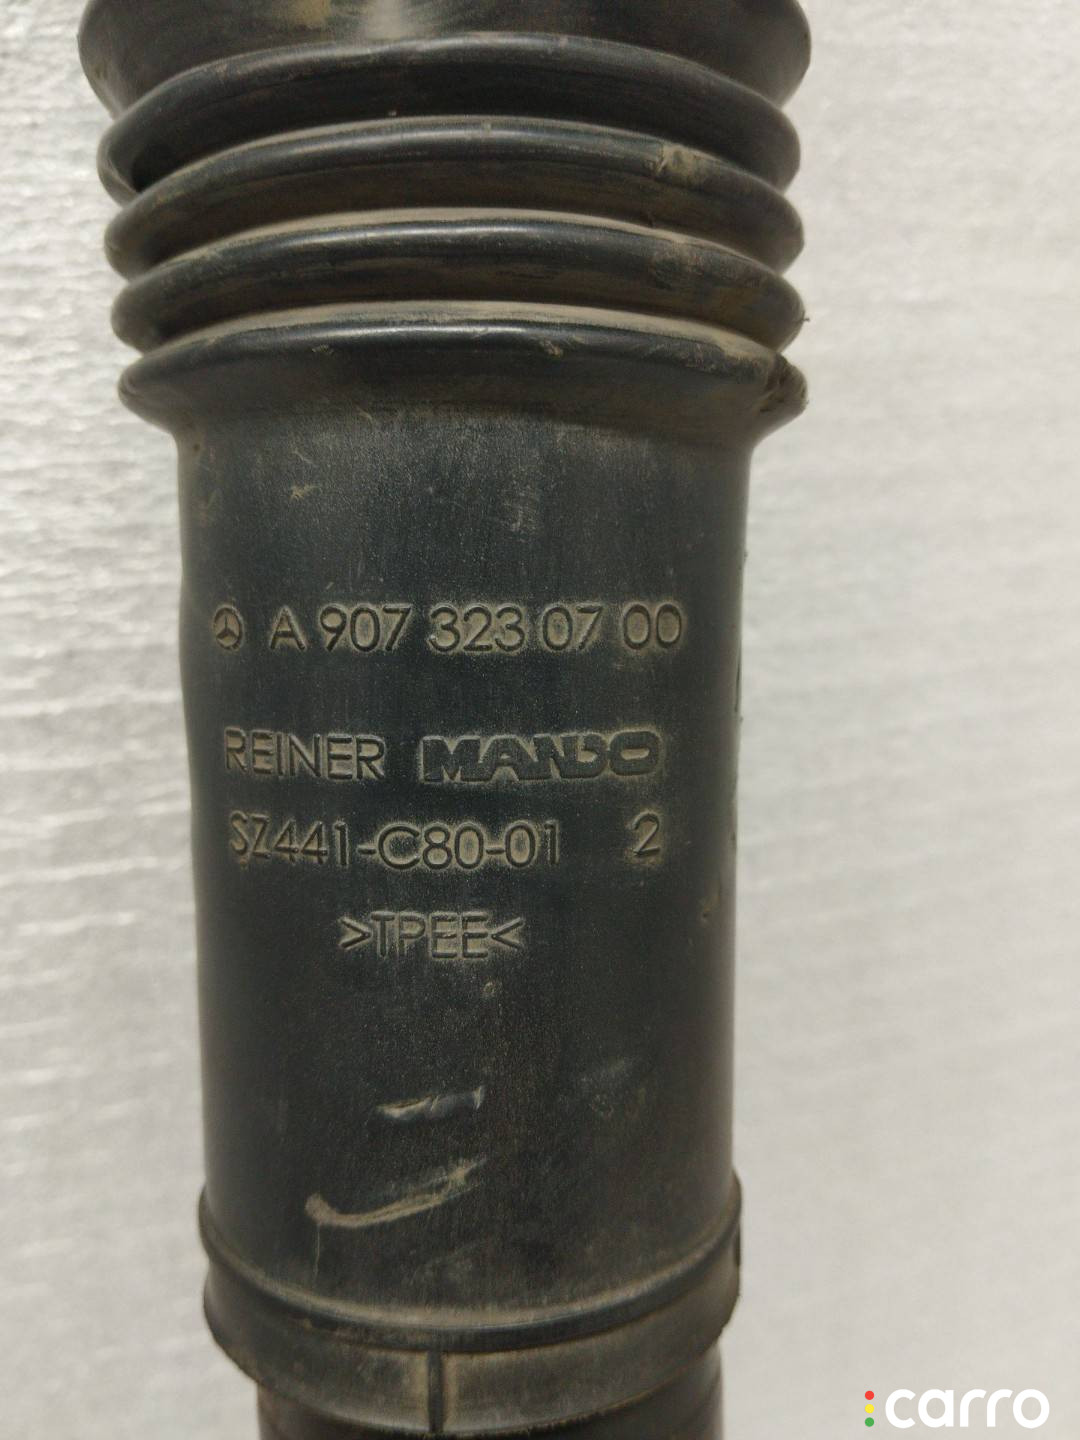 A 907 323 07 00
REINER MANDO
SZ441-C80-01 2
>TPEE<
carro